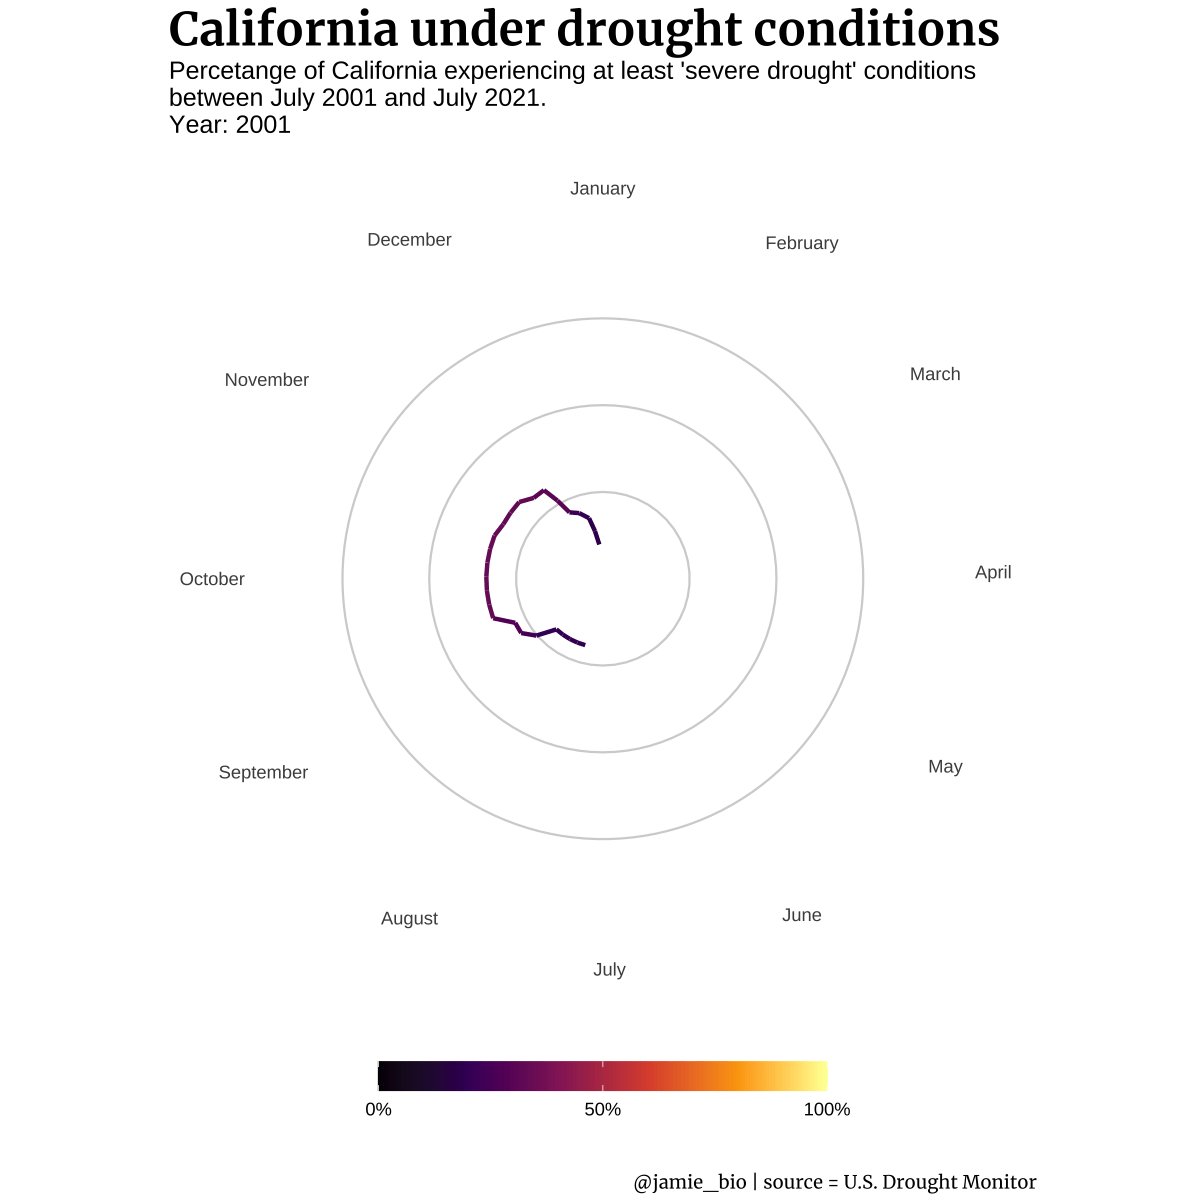 California under drought conditions
Percetange of California experiencing at least 'severe drought' conditions
between July 2001 and July 2021.
Year: 2001
January
December
February
November
March
October
April
September
May
August
June
July
0%
50%
100%
@jamie_bio | source = U.S. Drought Monitor